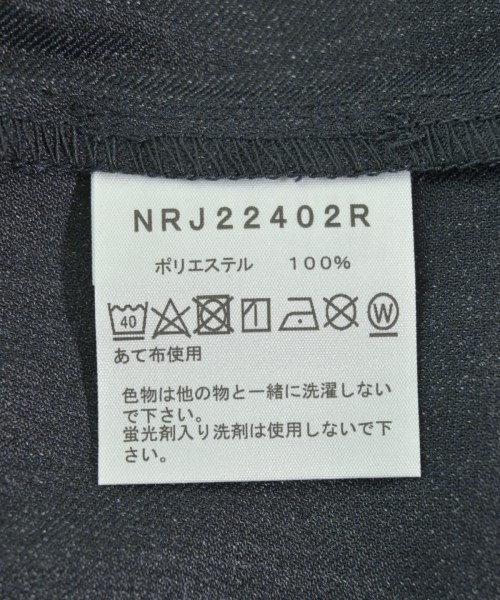 NRJ22402R
ポリエステル 100%
40 W
あて布使用
色物は他の物と一緒に洗濯しない
で下さい。
蛍光剤入り洗剤は使用しないで下
さい。